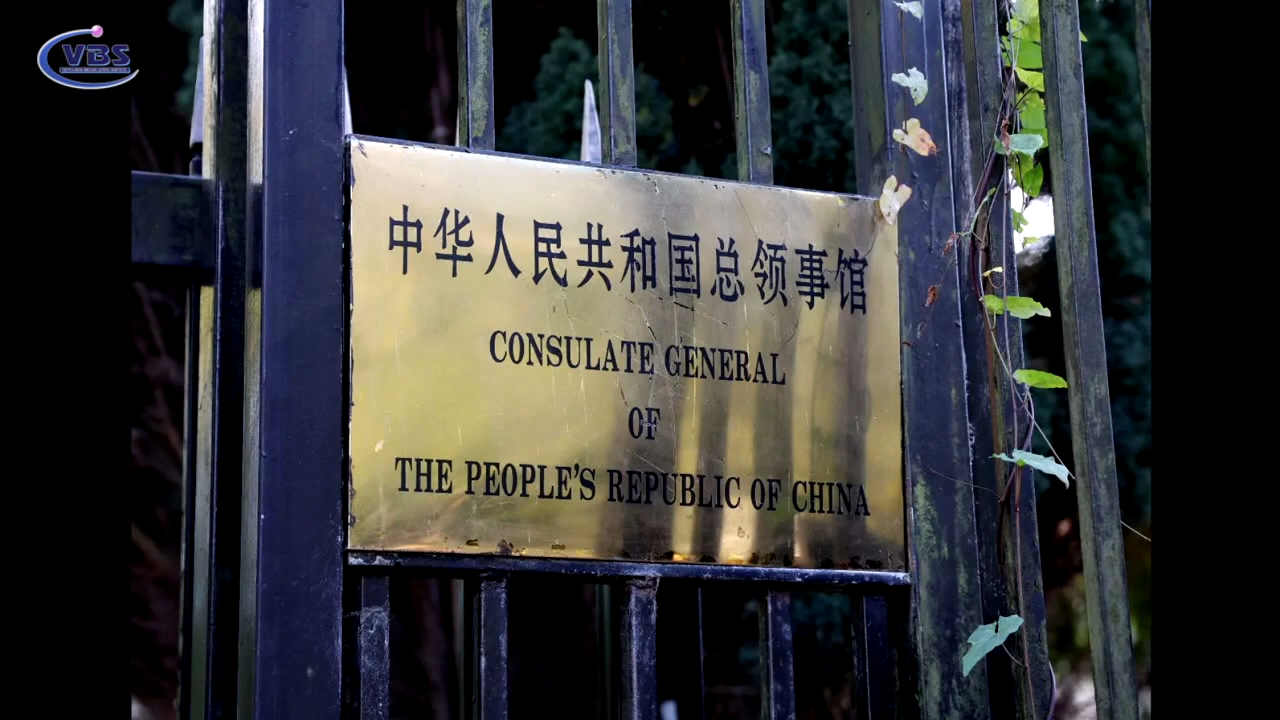 VBS
中华人民共和国总领事馆
CONSULATE GENERAL
OF
THE PEOPLE'S REPUBLIC OF CHINA